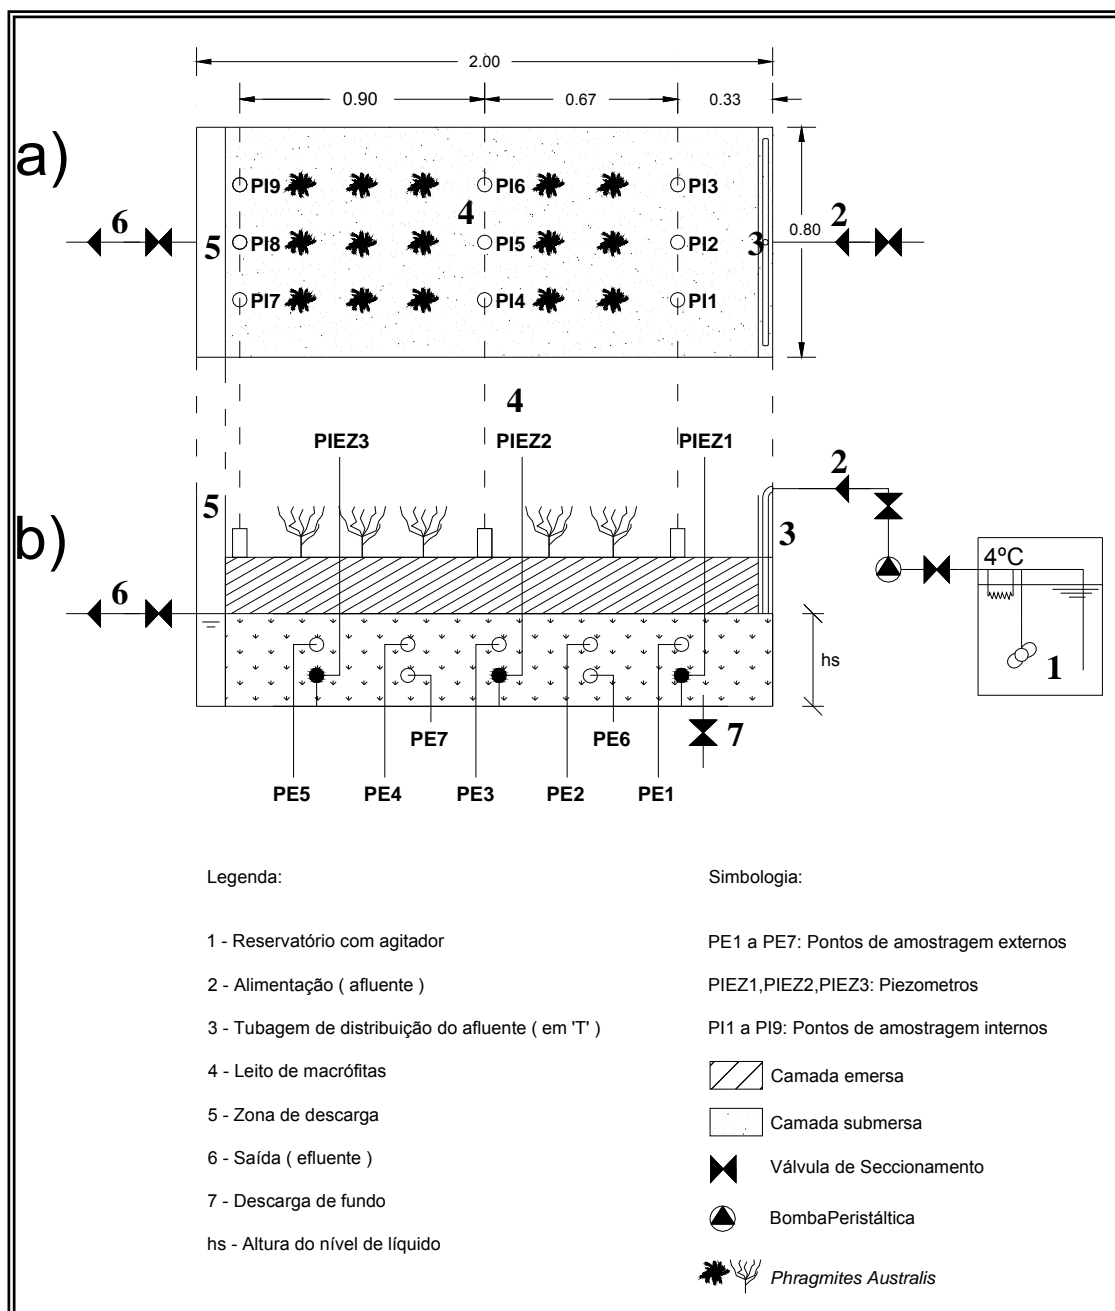 2.00
0.90 0.67 0.33
a)
PI9 PI6 PI3
6 5 PI8 4 PI5 PI2 3 0.80 2
PI7 PI4 PI1
4
PIEZ3 PIEZ2 PIEZ1
2
5 3
b)
4ºC
6
hs 1
PE7 PE6 7
PE5 PE4 PE3 PE2 PE1
Legenda:
1 - Reservatório com agitador
2 - Alimentação ( afluente )
3 - Tubagem de distribuição do afluente ( em 'T' )
4 - Leito de macrófitas
5 - Zona de descarga
6 - Saída ( efluente )
7 - Descarga de fundo
hs - Altura do nível de líquido
Simbologia:
PE1 a PE7: Pontos de amostragem externos
PIEZ1,PIEZ2,PIEZ3: Piezometros
PI1 a PI9: Pontos de amostragem internos
Camada emersa
Camada submersa
Válvula de Seccionamento
BombaPeristáltica
Phragmites Australis